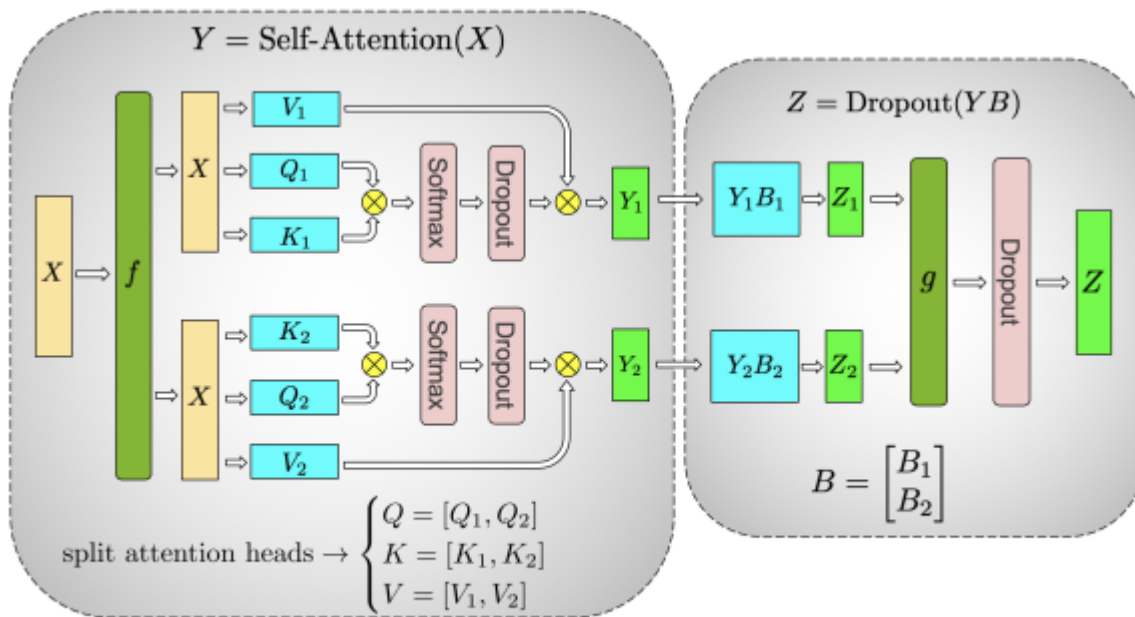 Y = Self-Attention(X)
X
f
X
V₁
Q₁
K₁
Softmax
Dropout
Y₁
X
K₂
Q₂
V₂
Softmax
Dropout
Y₂
split attention heads → { Q = [Q₁, Q₂]
K = [K₁, K₂]
V = [V₁, V₂]
Z = Dropout(YB)
Y₁B₁
Z₁
Y₂B₂
Z₂
g
Dropout
Z
B = [B₁
B₂]